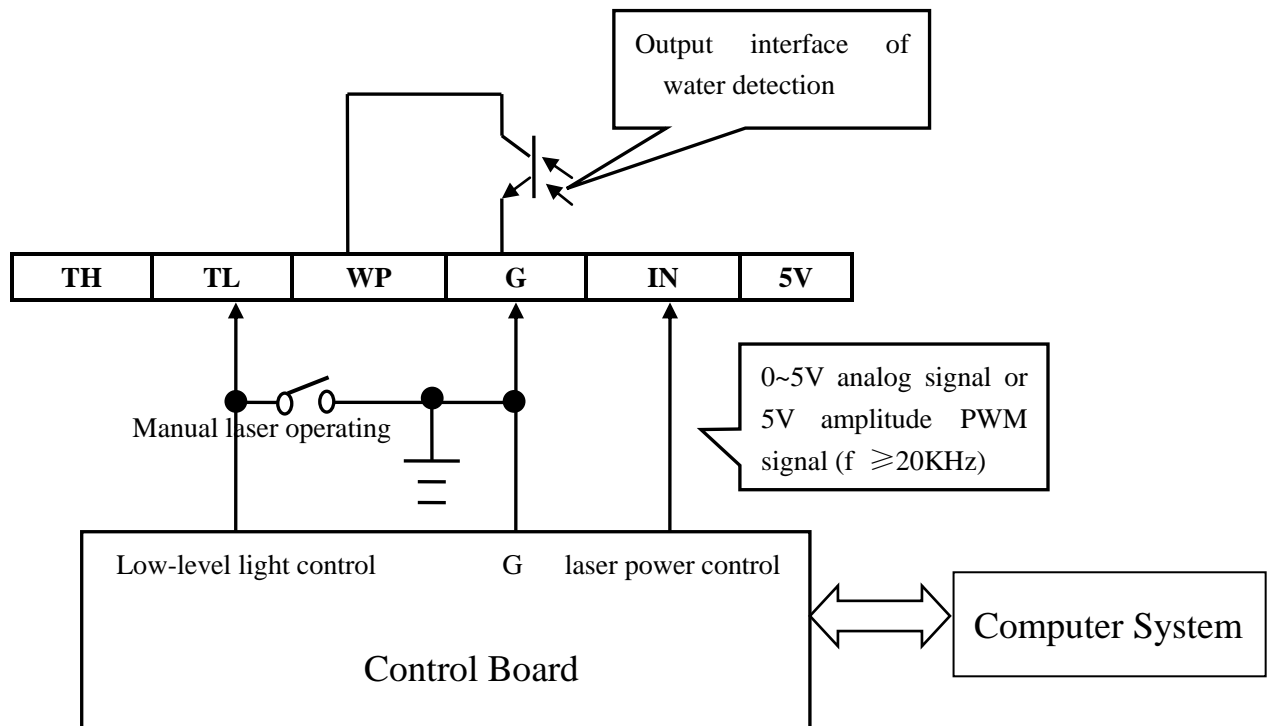 Output interface of
water detection
TH TL WP G IN 5V
0~5V analog signal or
5V amplitude PWM
signal (f ≥20KHz)
Manual laser operating
Low-level light control G laser power control
Computer System
Control Board